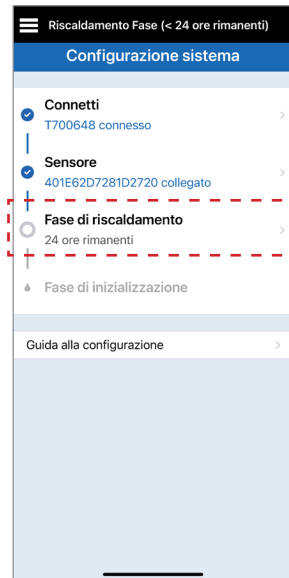 Riscaldamento Fase (< 24 ore rimanenti)
Configurazione sistema
Connetti
T700648 connesso
Sensore
401E62D7281D2720 collegato
Fase di riscaldamento
24 ore rimanenti
Fase di inizializzazione
Guida alla configurazione